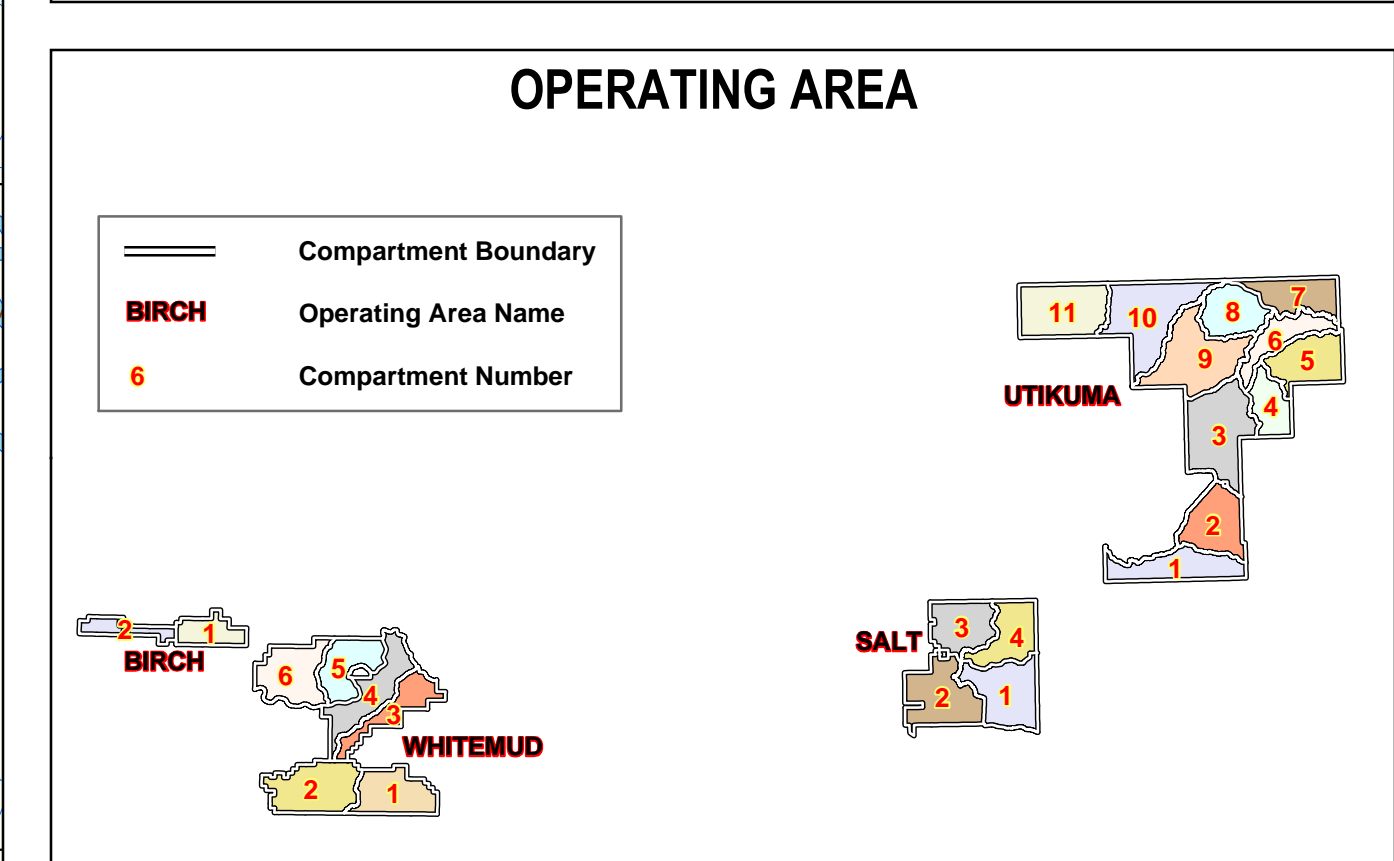 OPERATING AREA
Compartment Boundary
BIRCH Operating Area Name
6 Compartment Number
7
11
10
8
6
9
5
UTIKUMA
4
3
2
1
2
1
BIRCH
6
5
4
3
WHITEMUD
2
1
SALT
3
4
2
1